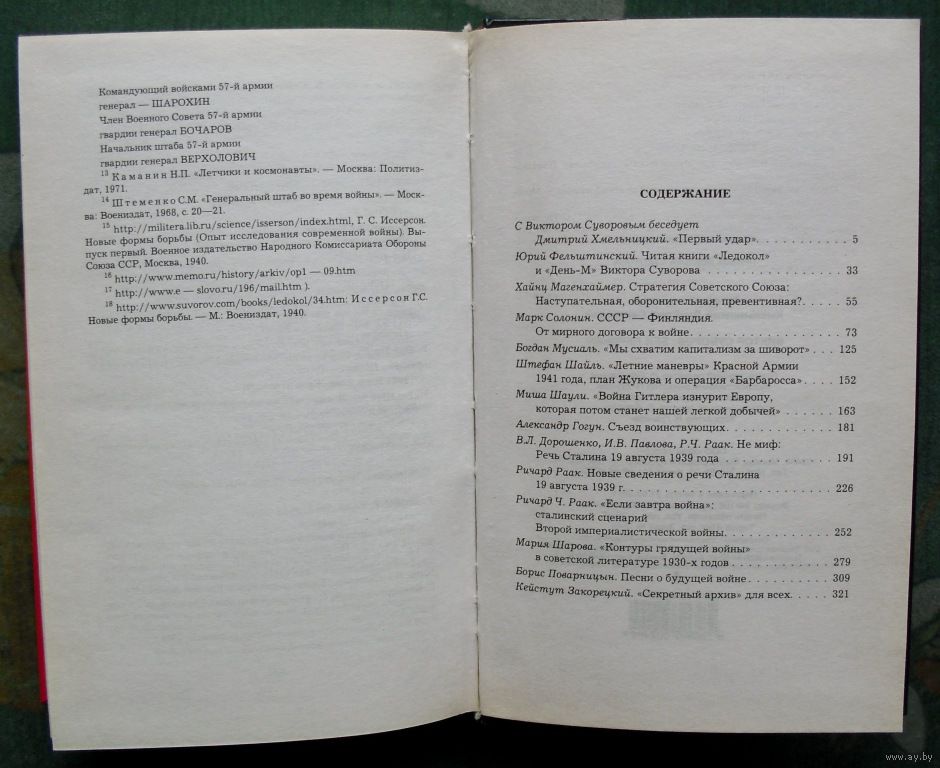 Командующий войсками 57-й армии
генерал — ШАРОХИН
Член Военного Совета 57-й армии
гвардии генерал БОЧАРОВ
Начальник штаба 57-й армии
гвардии генерал ВЕРХОЛОВИЧ
13 Каманин Н.П. «Летчики и космонавты». — Москва: Политиз-
дат, 1971.
14 Штеменко С.М. «Генеральный штаб во время войны». — Моск-
ва: Воениздат, 1968, с. 20—21.
15 http://militera.lib.ru/science/isserson/index.html, Г. С. Иссерсон.
Новые формы борьбы (Опыт исследования современной войны). Вы-
пуск первый. Военное издательство Народного Комиссариата Обороны
Союза ССР, Москва, 1940.
16 http://www.memo.ru/history/arkiv/op1 — 09.htm
17 http://www.e — slovo.ru/196/mail.htm ).
18 http://www.suvorov.com/books/ledokol/34.htm: Иссерсон Г.С.
Новые формы борьбы. — М.: Воениздат, 1940.
СОДЕРЖАНИЕ
С Виктором Суворовым беседует
Дмитрий Хмельницкий. «Первый удар». . . . . . . . . . . . . 5
Юрий Фельштинский. Читая книги «Ледокол»
и «День-М» Виктора Суворова . . . . . . . . . . . . . . . 33
Хайнц Магенхаймер. Стратегия Советского Союза:
Наступательная, оборонительная, превентивная?. . . . . 55
Марк Солонин. СССР — Финляндия.
От мирного договора к войне. . . . . . . . . . . . . . . . 73
Богдан Мусиаль. «Мы схватим капитализм за шиворот» . . . 125
Штефан Шайль. «Летние маневры» Красной Армии
1941 года, план Жукова и операция «Барбаросса». . . . 152
Миша Шаули. «Война Гитлера изнурит Европу,
которая потом станет нашей легкой добычей» . . . . . . 163
Александр Гогун. Съезд воинствующих. . . . . . . . . . . . . 181
В.Л. Дорошенко, И.В. Павлова, Р.Ч. Раак. Не миф:
Речь Сталина 19 августа 1939 года . . . . . . . . . . . . . 191
Ричард Раак. Новые сведения о речи Сталина
19 августа 1939 г. . . . . . . . . . . . . . . . . . . . . . 226
Ричард Ч. Раак. «Если завтра война»:
сталинский сценарий
Второй империалистической войны. . . . . . . . . . . . . 252
Мария Шарова. «Контуры грядущей войны»
в советской литературе 1930-х годов . . . . . . . . . . . . 279
Борис Поварницын. Песни о будущей войне. . . . . . . . . . . 309
Кейстут Закорецкий. «Секретный архив» для всех. . . . . 321
www.ay.by